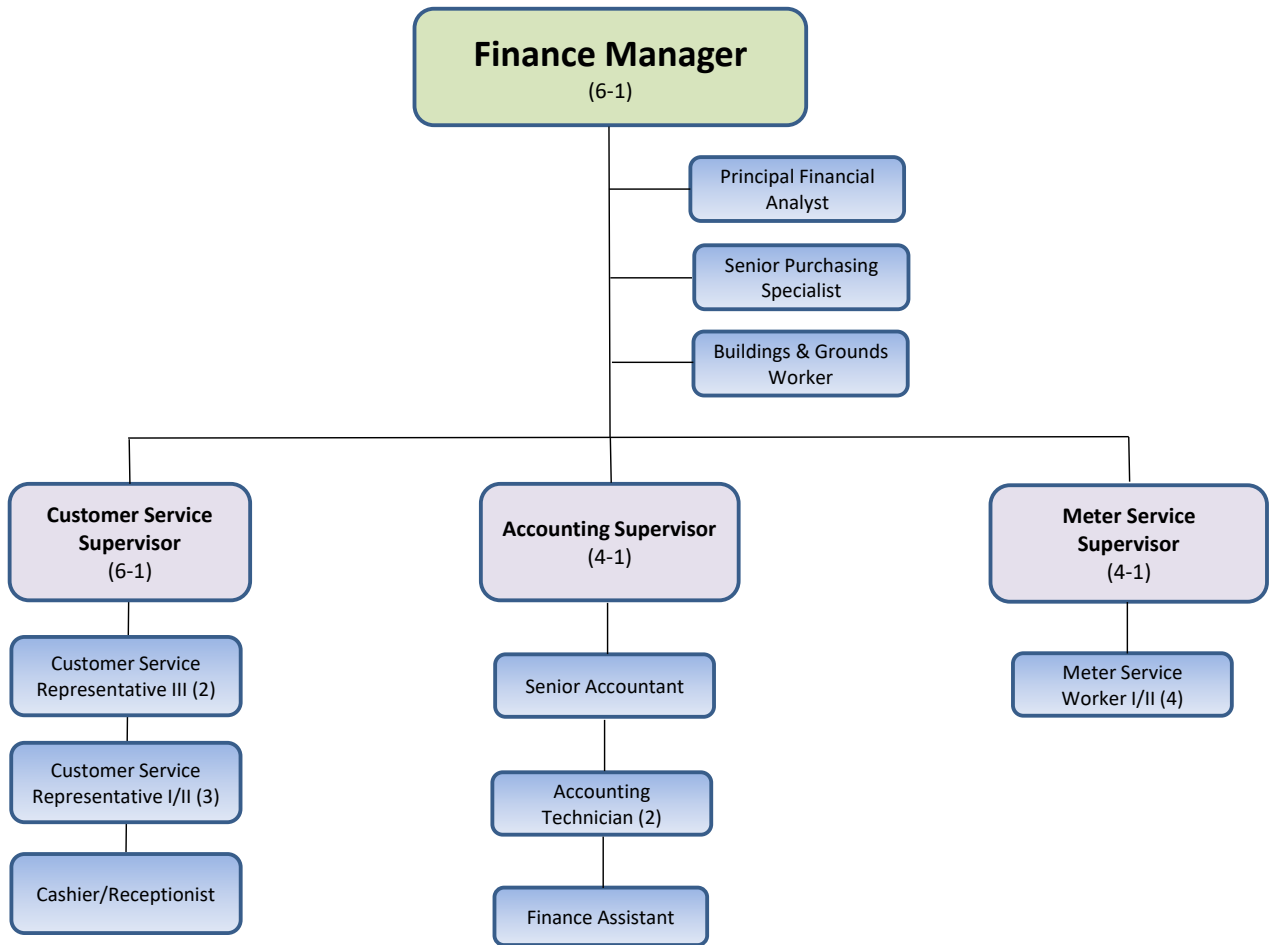 Finance Manager
(6-1)
Principal Financial
Analyst
Senior Purchasing
Specialist
Buildings & Grounds
Worker
Customer Service
Supervisor
(6-1)
Customer Service
Representative III (2)
Customer Service
Representative I/II (3)
Cashier/Receptionist
Accounting Supervisor
(4-1)
Senior Accountant
Accounting
Technician (2)
Finance Assistant
Meter Service
Supervisor
(4-1)
Meter Service
Worker I/II (4)